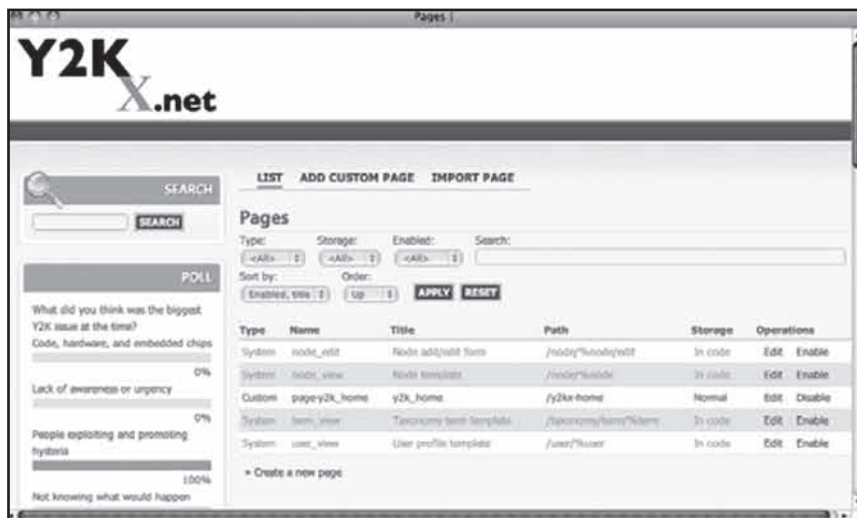 Pages |
Y2K
X.net
SEARCH
SEARCH
POLL
What did you think was the biggest
Y2K issue at the time?
Code, hardware, and embedded chips
0%
Lack of awareness or urgency
0%
People exploiting and promoting
hysteria
100%
Not knowing what would happen
LIST ADD CUSTOM PAGE IMPORT PAGE
Pages
Type: Storage: Enabled: Search:
<All> <All> <All>
Sort by: Order:
Enabled, title Up APPLY RESET
Type Name Title Path Storage Operations
System node_edit Node add/edit form /node/%node/edit In code Edit Enable
System node_view Node template /node/%node In code Edit Enable
Custom page-y2k_home y2k_home /y2kx-home Normal Edit Disable
System term_view Taxonomy term template /taxonomy/term/%term In code Edit Enable
System user_view User profile template /user/%user In code Edit Enable
» Create a new page